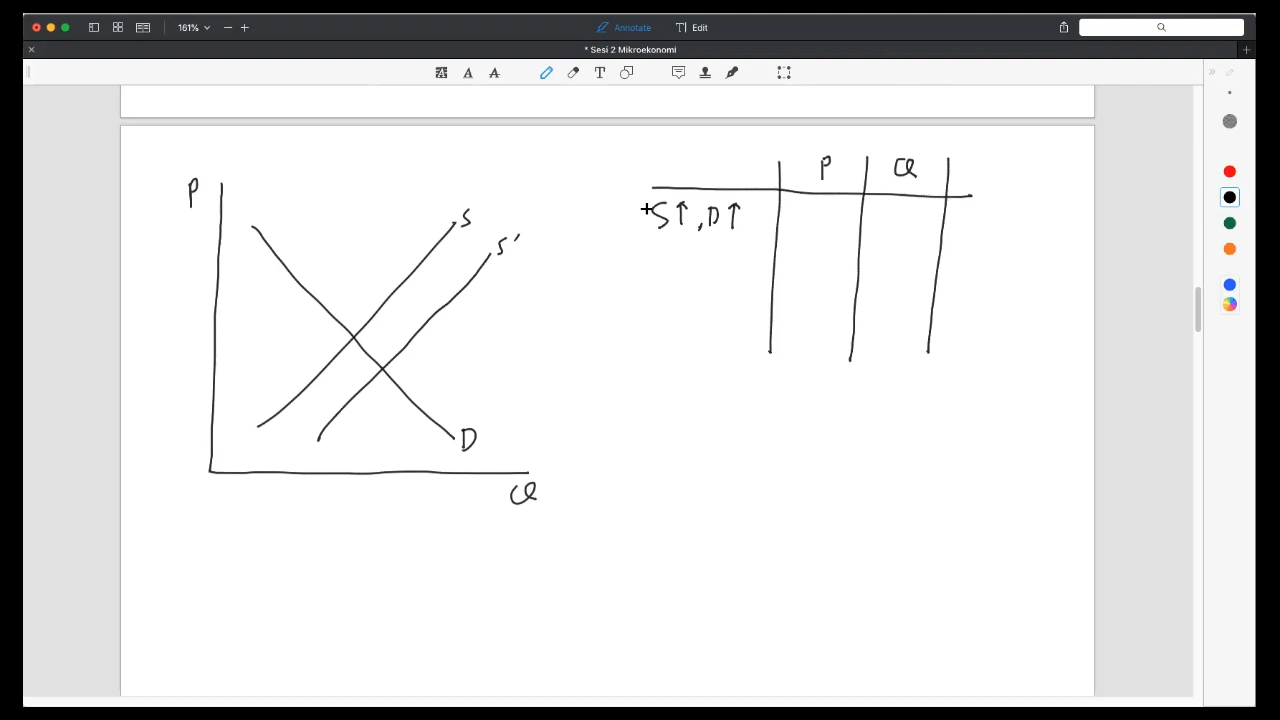 161%
Annotate
Edit
* Sesi 2 Mikroekonomi
P
S
S'
D
Q
P Q
S↑, D↑